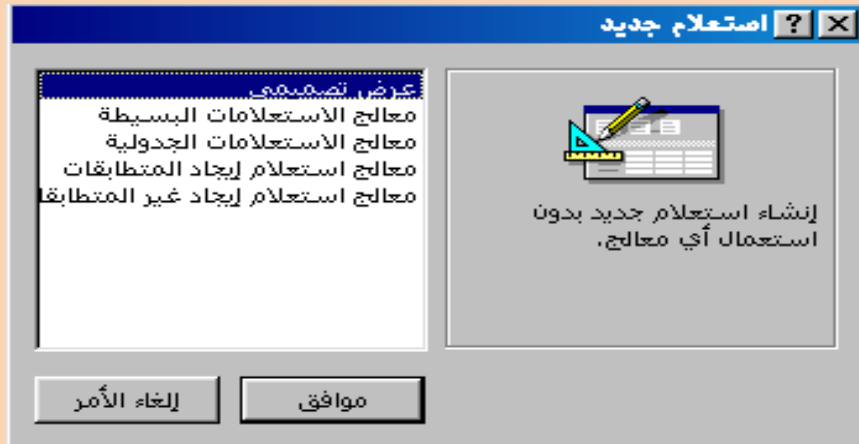 استعلام جديد
عرض تصميمي
معالج الاستعلامات البسيطة
معالج الاستعلامات الجدولية
معالج استعلام إيجاد المتطابقات
معالج استعلام إيجاد غير المتطابقا
إنشاء استعلام جديد بدون
استعمال أي معالج.
موافق
إلغاء الأمر